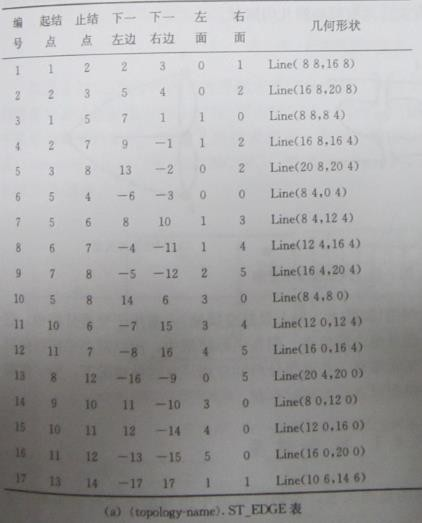 编号 起结点 止结点 下一左边 下一右边 左面 右面 几何形状
1 1 2 2 3 0 1 Line( 8 8,16 8)
2 2 3 5 4 0 2 Line(16 8,20 8)
3 1 5 7 1 1 0 Line(8 8,8 4)
4 2 7 9 -1 1 2 Line(16 8,16 4)
5 3 8 13 -2 0 2 Line(20 8,20 4)
6 5 4 -6 -3 0 0 Line(8 4,0 4)
7 5 6 8 10 1 3 Line(8 4,12 4)
8 6 7 -4 -11 1 4 Line(12 4,16 4)
9 7 8 -5 -12 2 5 Line(16 4,20 4)
10 5 8 14 6 3 0 Line(8 4,8 0)
11 10 6 -7 15 3 4 Line(12 0,12 4)
12 11 7 -8 16 4 5 Line(16 0,16 4)
13 8 12 -16 -9 0 5 Line(20 4,20 0)
14 9 10 11 -10 3 0 Line(8 0,12 0)
15 10 11 12 -14 4 0 Line(12 0,16 0)
16 11 12 -13 -15 5 0 Line(16 0,20 0)
17 13 14 -17 17 1 1 Line(10 6,14 6)
(a) 〈topology-name〉. ST_EDGE 表